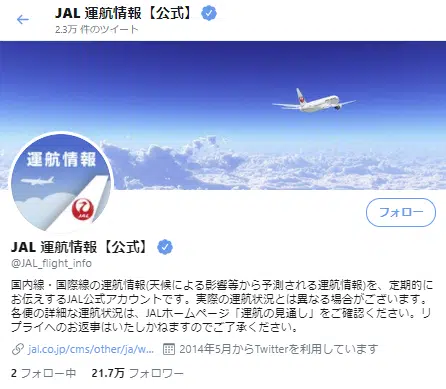 JAL 運航情報【公式】
2.3万 件のツイート
運航情報
JAL
フォロー
JAL 運航情報【公式】
@JAL_flight_info
国内線・国際線の運航情報(天候による影響等から予測される運航情報)を、定期的に
お伝えするJAL公式アカウントです。実際の運航状況とは異なる場合がございます。
各便の詳細な運航状況は、JALホームページ「運航の見通し」をご確認ください。リ
プライへのお返事はいたしかねますのでご了承ください。
jal.co.jp/cms/other/ja/w... 2014年5月からTwitterを利用しています
2 フォロー中 21.7万 フォロワー